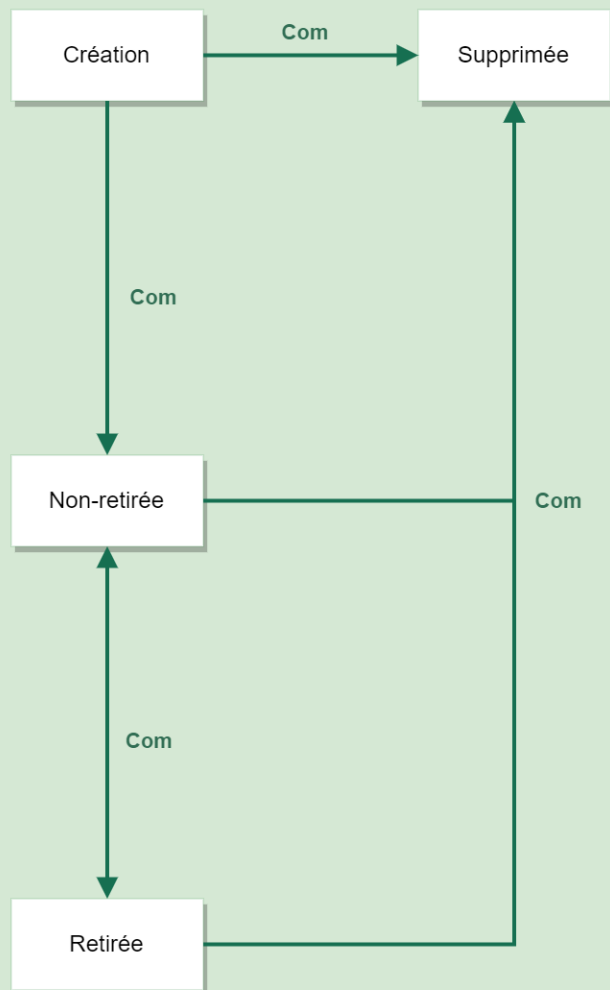 Création
Com
Supprimée
Com
Non-retirée
Com
Com
Retirée